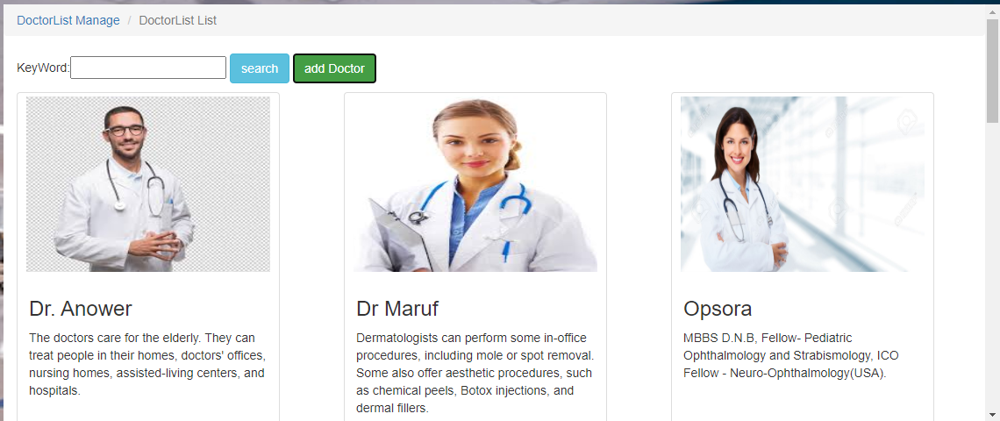 DoctorList Manage / DoctorList List
KeyWord: search add Doctor
Dr. Anower
The doctors care for the elderly. They can
treat people in their homes, doctors' offices,
nursing homes, assisted-living centers, and
hospitals.
Dr Maruf
Dermatologists can perform some in-office
procedures, including mole or spot removal.
Some also offer aesthetic procedures, such
as chemical peels, Botox injections, and
dermal fillers.
Opsora
MBBS D.N.B, Fellow- Pediatric
Ophthalmology and Strabismology, ICO
Fellow - Neuro-Ophthalmology(USA).